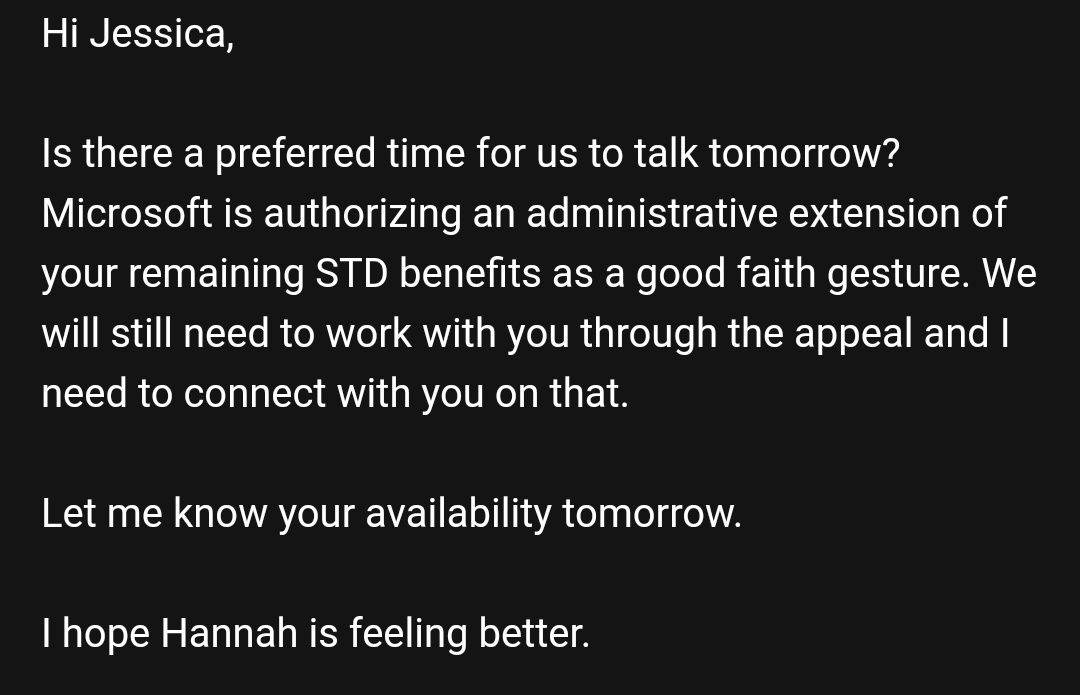 Hi Jessica,
Is there a preferred time for us to talk tomorrow?
Microsoft is authorizing an administrative extension of
your remaining STD benefits as a good faith gesture. We
will still need to work with you through the appeal and I
need to connect with you on that.
Let me know your availability tomorrow.
I hope Hannah is feeling better.